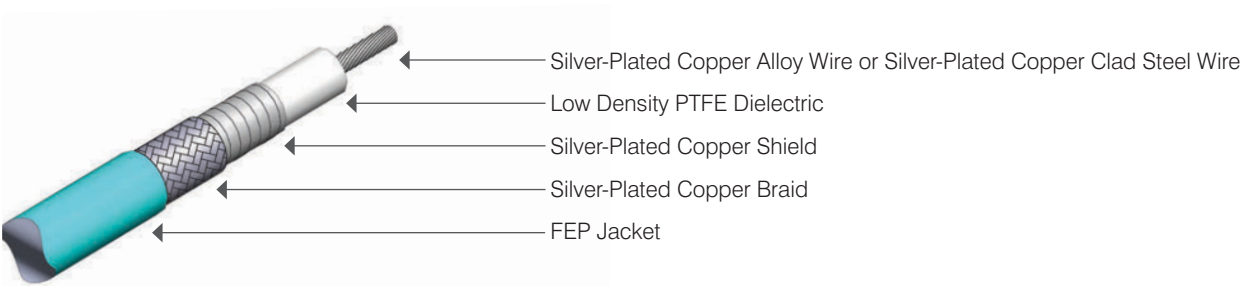 Silver-Plated Copper Alloy Wire or Silver-Plated Copper Clad Steel Wire
Low Density PTFE Dielectric
Silver-Plated Copper Shield
Silver-Plated Copper Braid
FEP Jacket